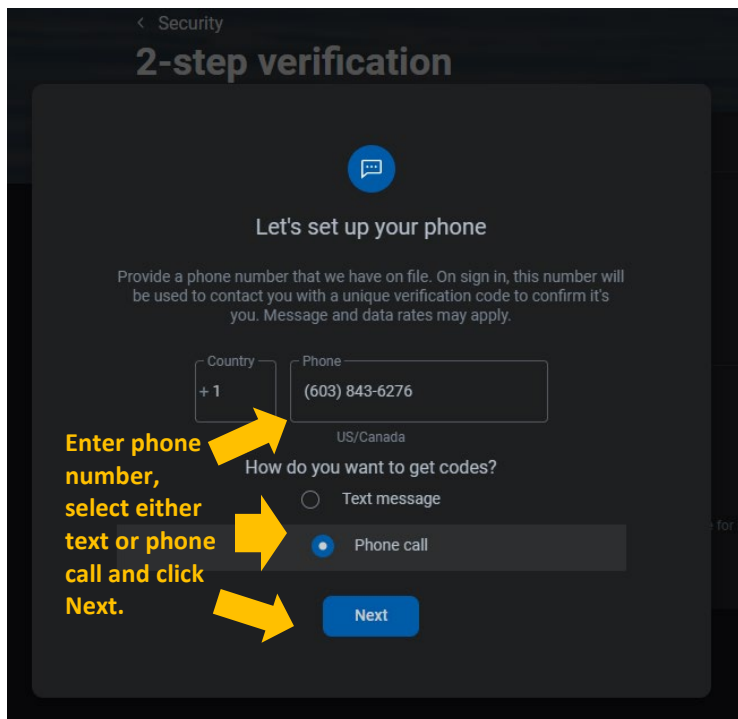 < Security
2-step verification
Let's set up your phone
Provide a phone number that we have on file. On sign in, this number will
be used to contact you with a unique verification code to confirm it's
you. Message and data rates may apply.
Country
Phone
+ 1
(603) 843-6276
US/Canada
Enter phone
number,
select either
text or phone
call and click
Next.
How do you want to get codes?
Text message
Phone call
Next
for